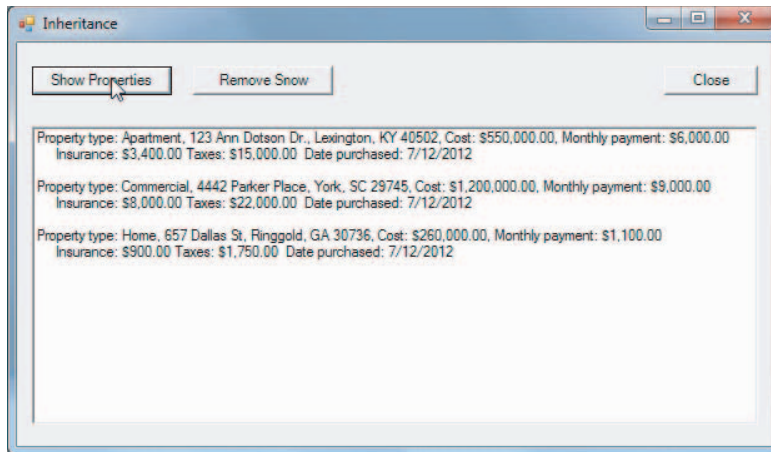 Inheritance
Show Properties
Remove Snow
Close
Property type: Apartment, 123 Ann Dotson Dr., Lexington, KY 40502, Cost: $550,000.00, Monthly payment: $6,000.00
Insurance: $3,400.00 Taxes: $15,000.00 Date purchased: 7/12/2012
Property type: Commercial, 4442 Parker Place, York, SC 29745, Cost: $1,200,000.00, Monthly payment: $9,000.00
Insurance: $8,000.00 Taxes: $22,000.00 Date purchased: 7/12/2012
Property type: Home, 657 Dallas St, Ringgold, GA 30736, Cost: $260,000.00, Monthly payment: $1,100.00
Insurance: $900.00 Taxes: $1,750.00 Date purchased: 7/12/2012